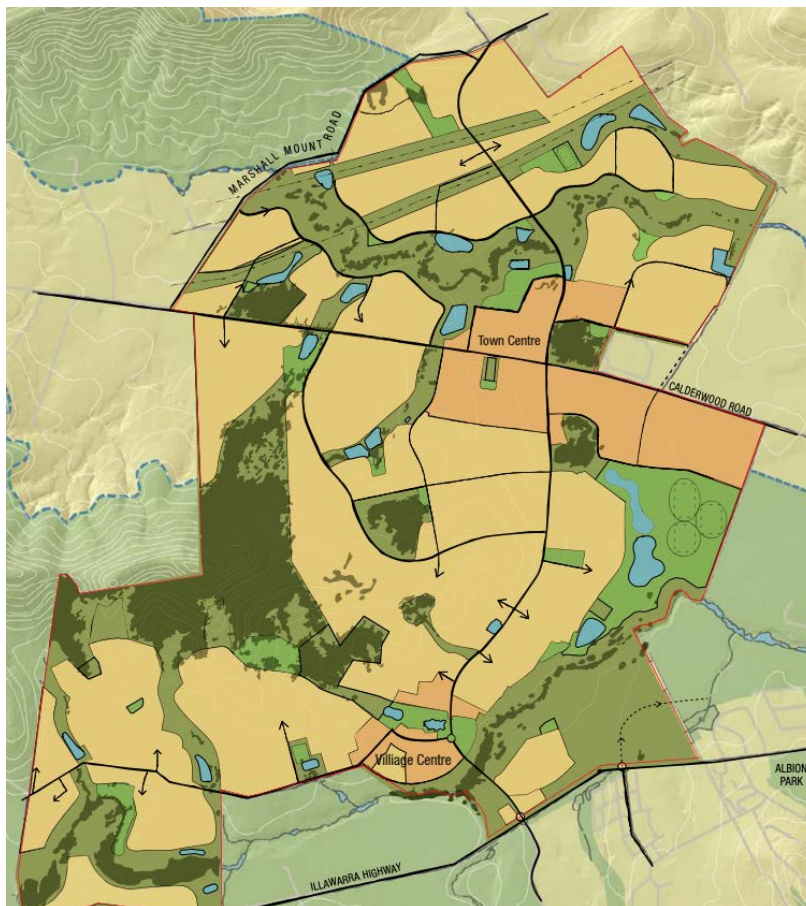 MARSHALL MOUNT ROAD
Town Centre
CALDERWOOD ROAD
Villiage Centre
ALBION
PARK
ILLAWARRA HIGHWAY